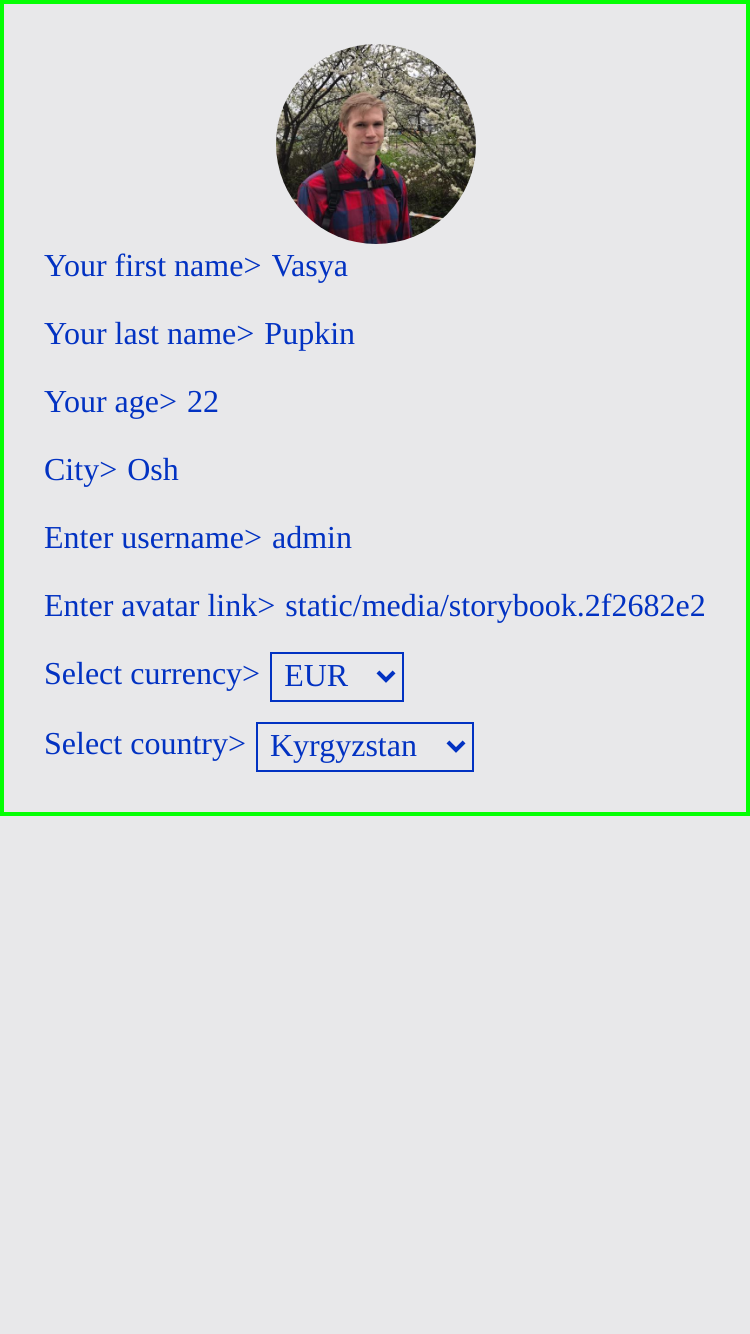 Your first name> Vasya
Your last name> Pupkin
Your age> 22
City> Osh
Enter username> admin
Enter avatar link> static/media/storybook.2f2682e2
Select currency> EUR
Select country> Kyrgyzstan